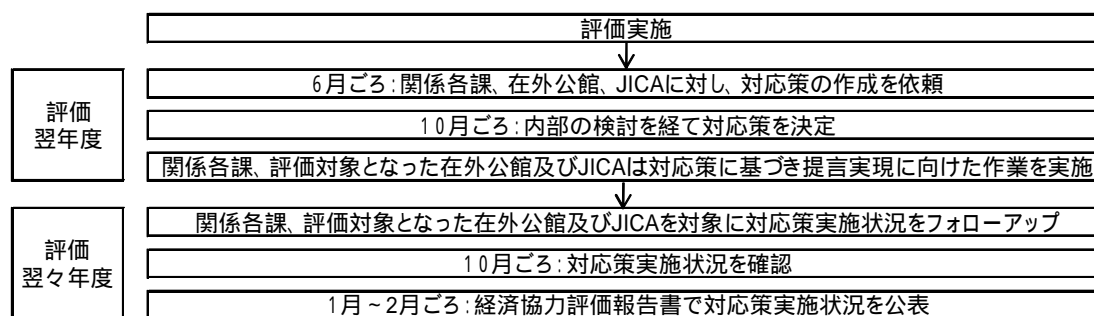 評価実施
評価
翌年度
6月ごろ:関係各課、在外公館、JICAに対し、対応策の作成を依頼
10月ごろ:内部の検討を経て対応策を決定
関係各課、評価対象となった在外公館及びJICAは対応策に基づき提言実現に向けた作業を実施
評価
翌々年度
関係各課、評価対象となった在外公館及びJICAを対象に対応策実施状況をフォローアップ
10月ごろ:対応策実施状況を確認
1月~2月ごろ:経済協力評価報告書で対応策実施状況を公表